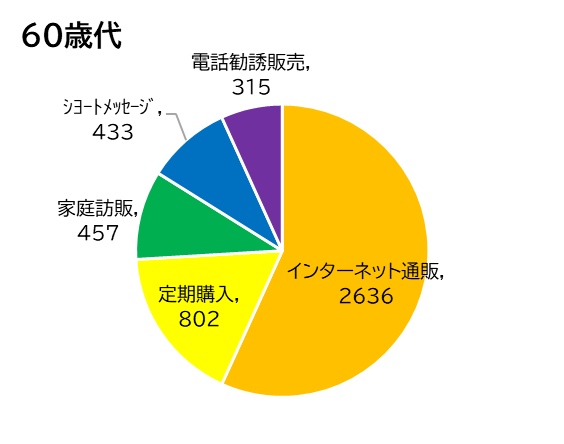 60歳代
電話勧誘販売,
315
ｼｮｰﾄﾒｯｾｰｼﾞ,
433
家庭訪販,
457
インターネット通販,
2636
定期購入,
802